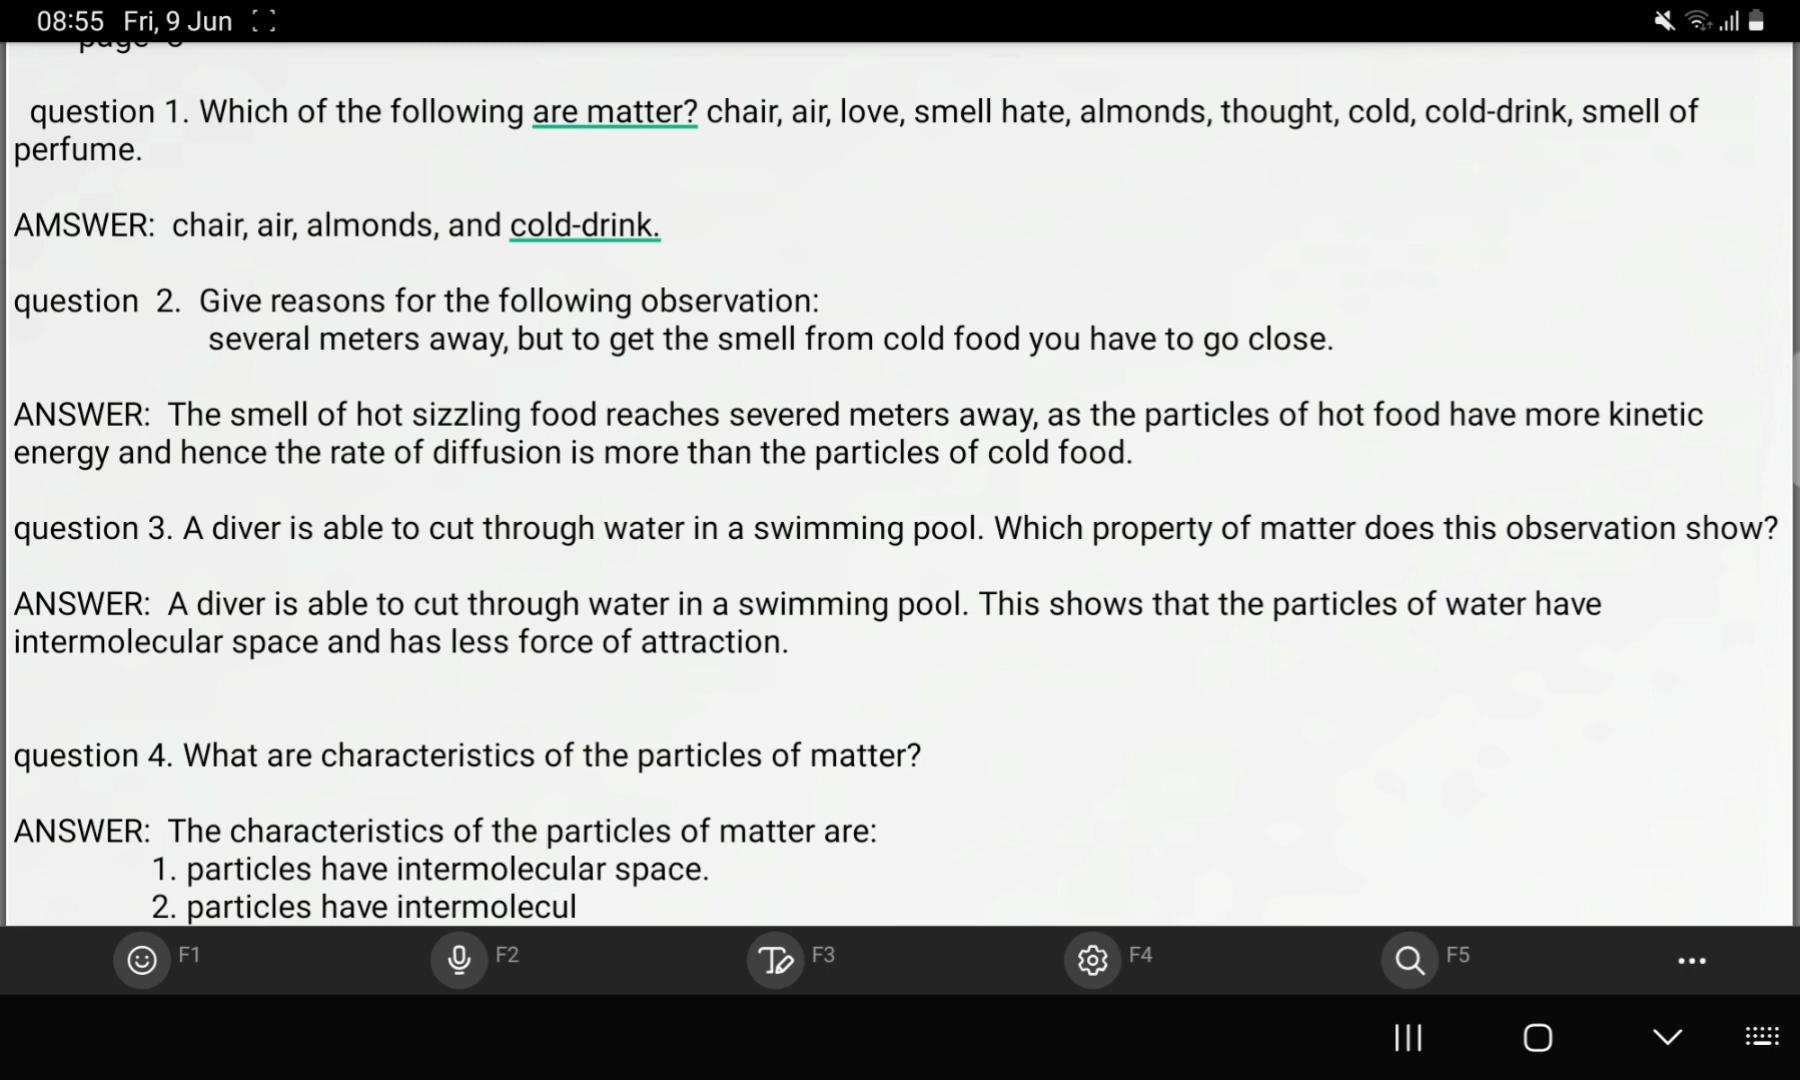 08:55 Fri, 9 Jun
question 1. Which of the following are matter? chair, air, love, smell hate, almonds, thought, cold, cold-drink, smell of
perfume.
AMSWER: chair, air, almonds, and cold-drink.
question 2. Give reasons for the following observation:
several meters away, but to get the smell from cold food you have to go close.
ANSWER: The smell of hot sizzling food reaches severed meters away, as the particles of hot food have more kinetic
energy and hence the rate of diffusion is more than the particles of cold food.
question 3. A diver is able to cut through water in a swimming pool. Which property of matter does this observation show?
ANSWER: A diver is able to cut through water in a swimming pool. This shows that the particles of water have
intermolecular space and has less force of attraction.
question 4. What are characteristics of the particles of matter?
ANSWER: The characteristics of the particles of matter are:
1. particles have intermolecular space.
2. particles have intermolecul
F1 F2 F3 F4 F5